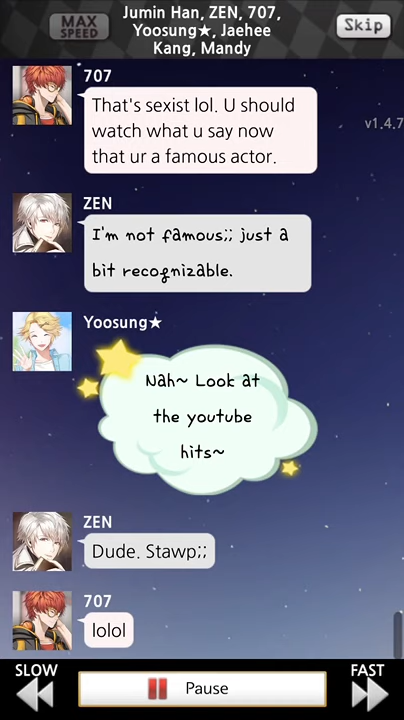 MAX
SPEED
Jumin Han, ZEN, 707,
Yoosung★, Jaehee
Kang, Mandy
Skip
v1.4.7
707
That's sexist lol. U should
watch what u say now
that ur a famous actor.
ZEN
I'm not famous;; just a
bit recognizable.
Yoosung★
Nah~ Look at
the youtube
hits~
ZEN
Dude. Stawp;;
707
lolol
SLOW
Pause
FAST